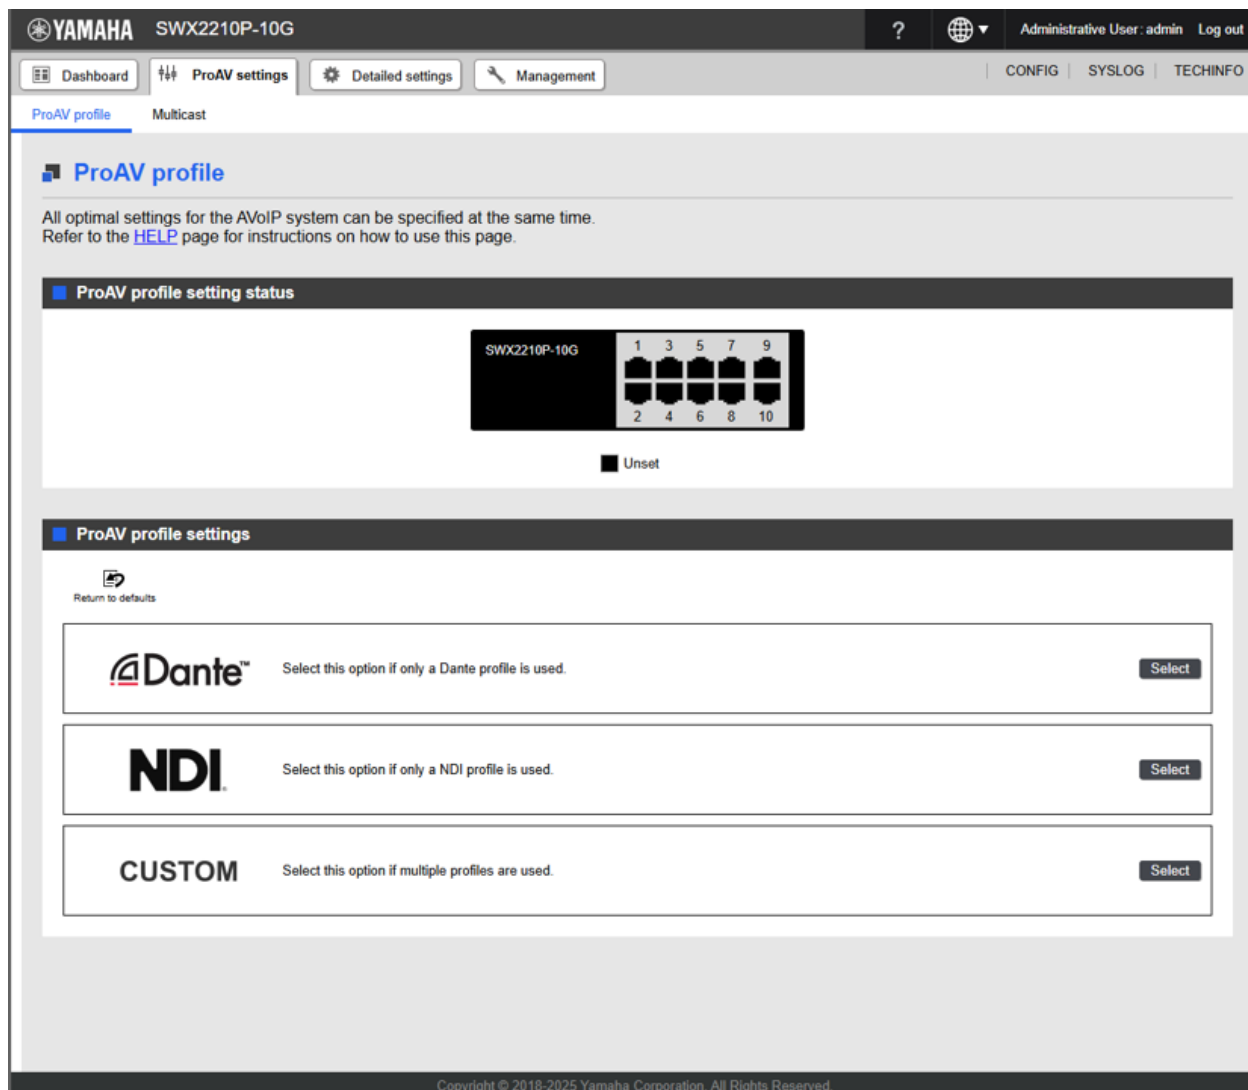 YAMAHA SWX2210P-10G ? Administrative User: admin Log out
Dashboard ProAV settings Detailed settings Management CONFIG SYSLOG TECHINFO
ProAV profile Multicast
ProAV profile
All optimal settings for the AVoIP system can be specified at the same time.
Refer to the HELP page for instructions on how to use this page.
ProAV profile setting status
SWX2210P-10G 1 3 5 7 9
2 4 6 8 10
Unset
ProAV profile settings
Return to defaults
Dante™ Select this option if only a Dante profile is used. Select
NDI® Select this option if only a NDI profile is used. Select
CUSTOM Select this option if multiple profiles are used. Select
Copyright © 2018-2025 Yamaha Corporation. All Rights Reserved.